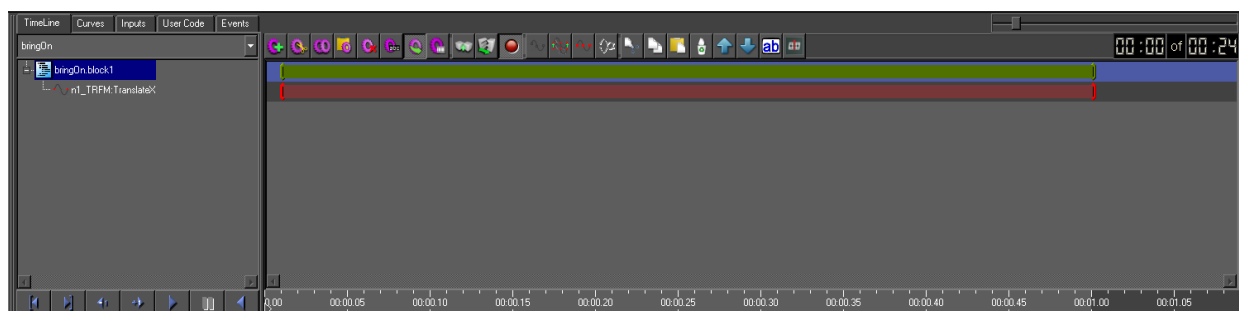 TimeLine Curves Inputs User Code Events
bringOn
00:00 of 00:24
bringOn.block1
n1_TRFM:TranslateX
abc
ab
0.00 00:00.05 00:00.10 00:00.15 00:00.20 00:00.25 00:00.30 00:00.35 00:00.40 00:00.45 00:01.00 00:01.05